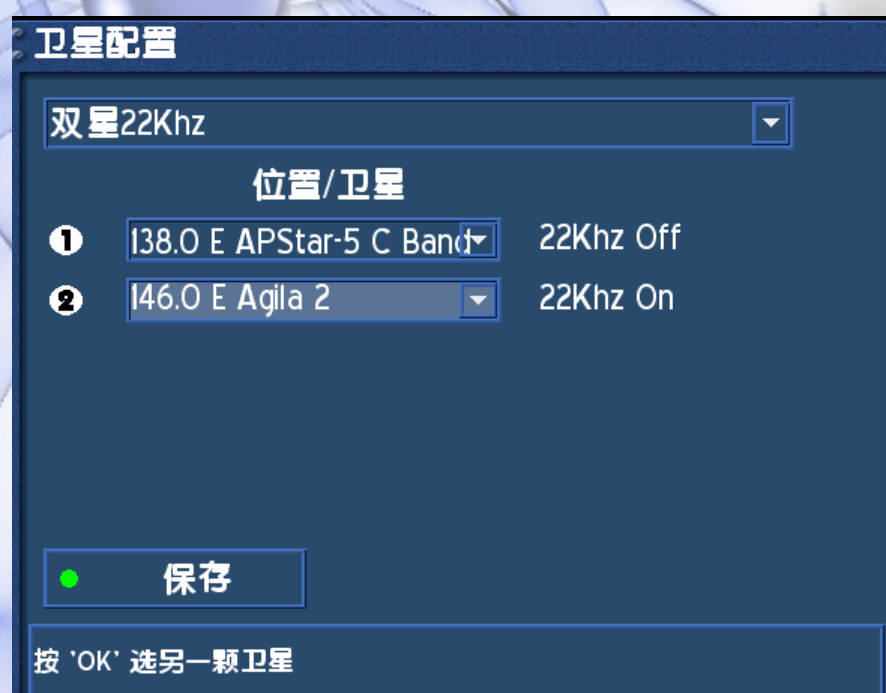 卫星配置
双星22Khz
位置/卫星
1 138.0 E APStar-5 C Band 22Khz Off
2 146.0 E Agila 2 22Khz On
保存
按 'OK' 选另一颗卫星